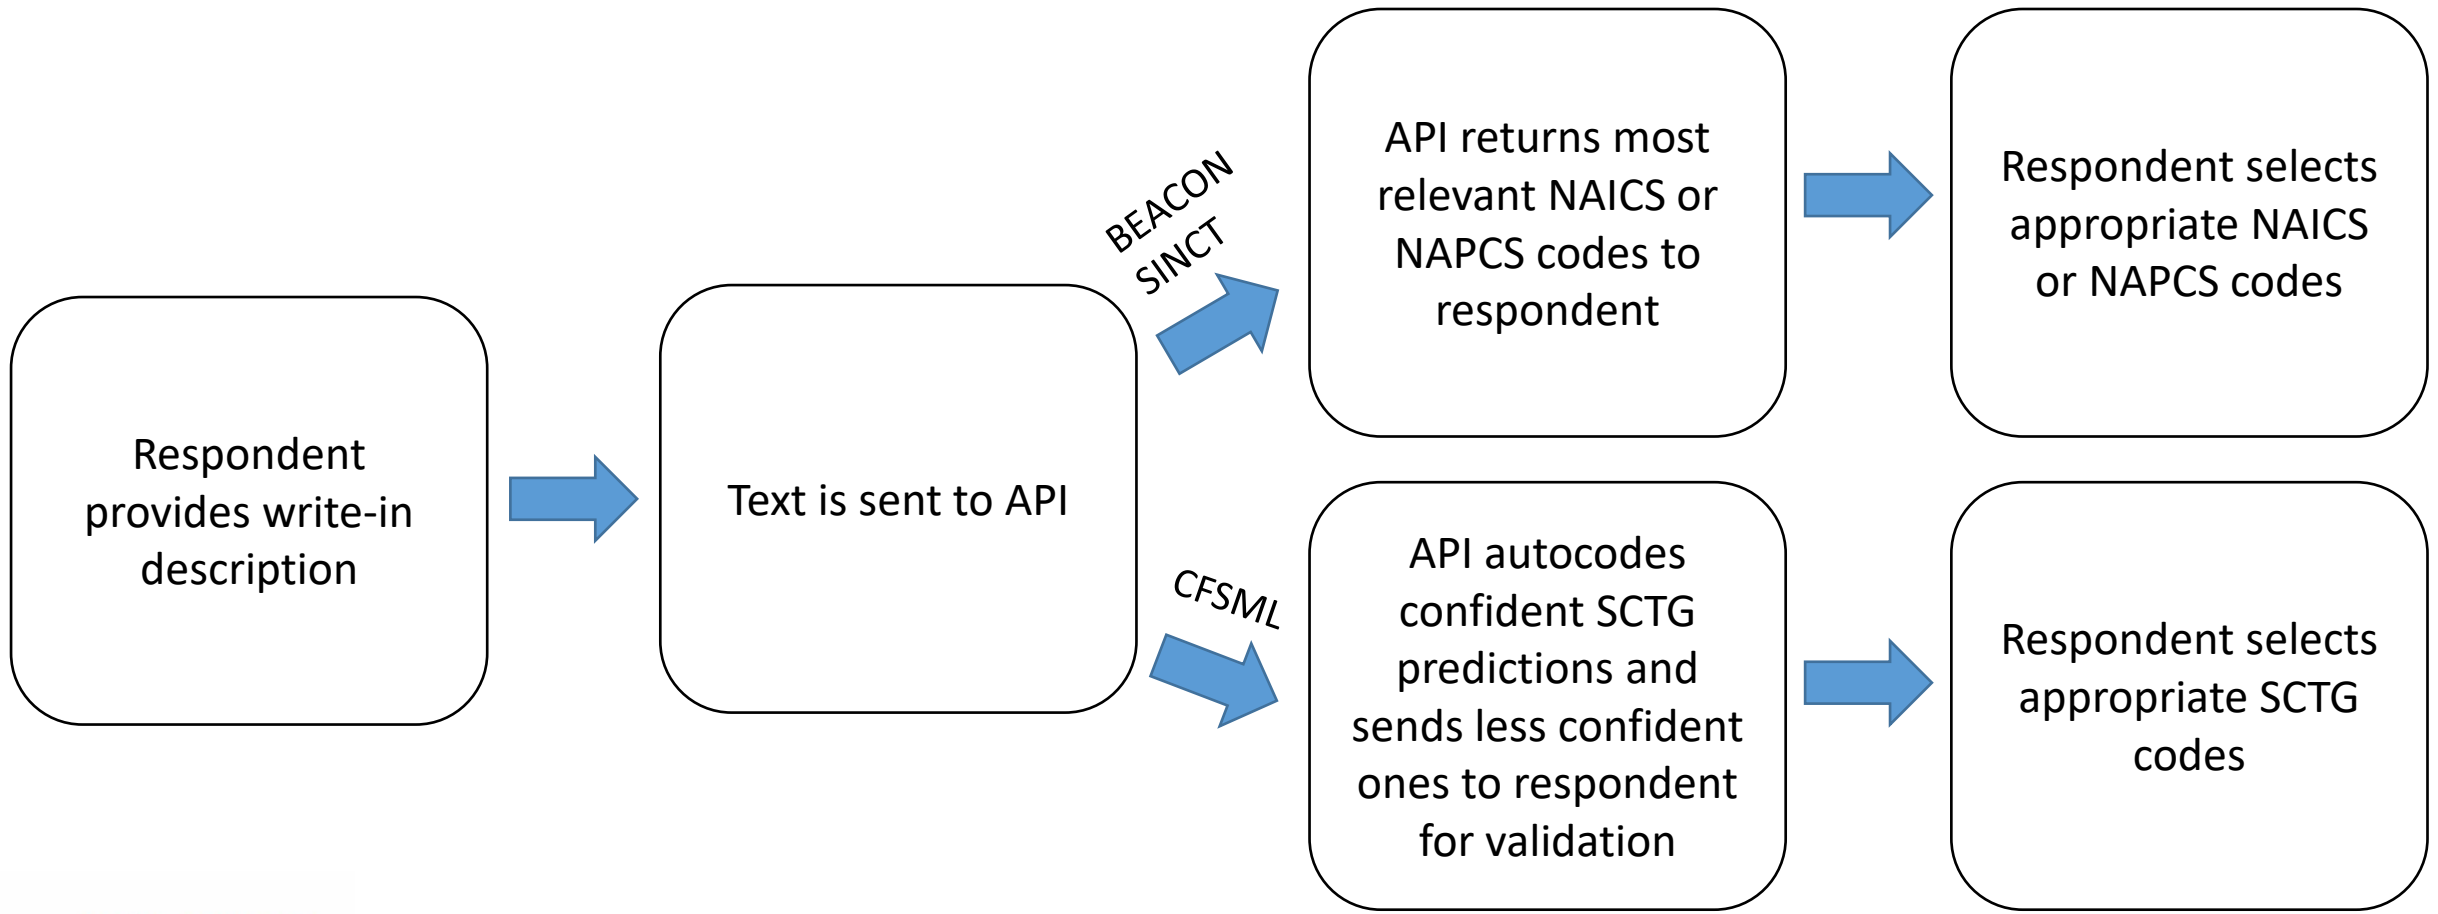 Respondent
provides write-in
description
Text is sent to API
BEACON
SINCT
API returns most
relevant NAICS or
NAPCS codes to
respondent
Respondent selects
appropriate NAICS
or NAPCS codes
CFSML
API autocodes
confident SCTG
predictions and
sends less confident
ones to respondent
for validation
Respondent selects
appropriate SCTG
codes